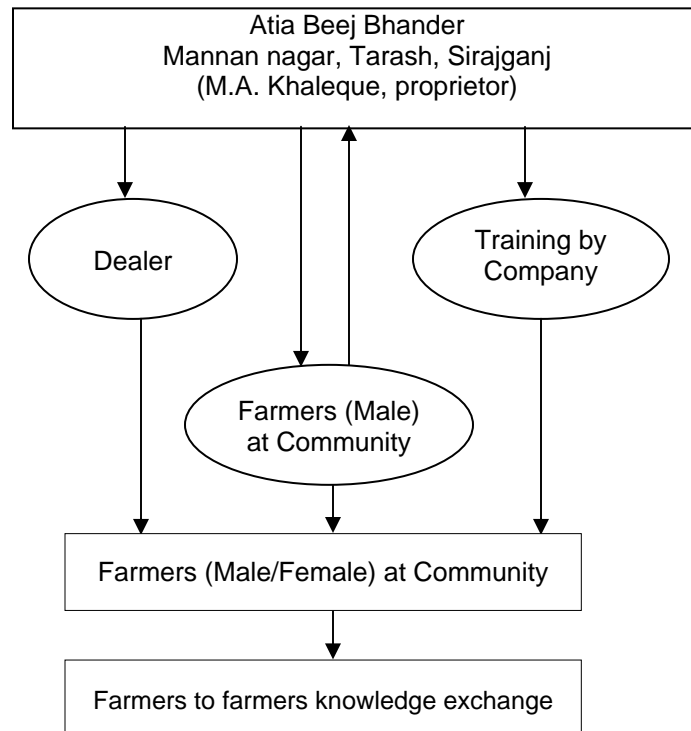 Atia Beej Bhander
Mannan nagar, Tarash, Sirajganj
(M.A. Khaleque, proprietor)
Dealer
Training by
Company
Farmers (Male)
at Community
Farmers (Male/Female) at Community
Farmers to farmers knowledge exchange